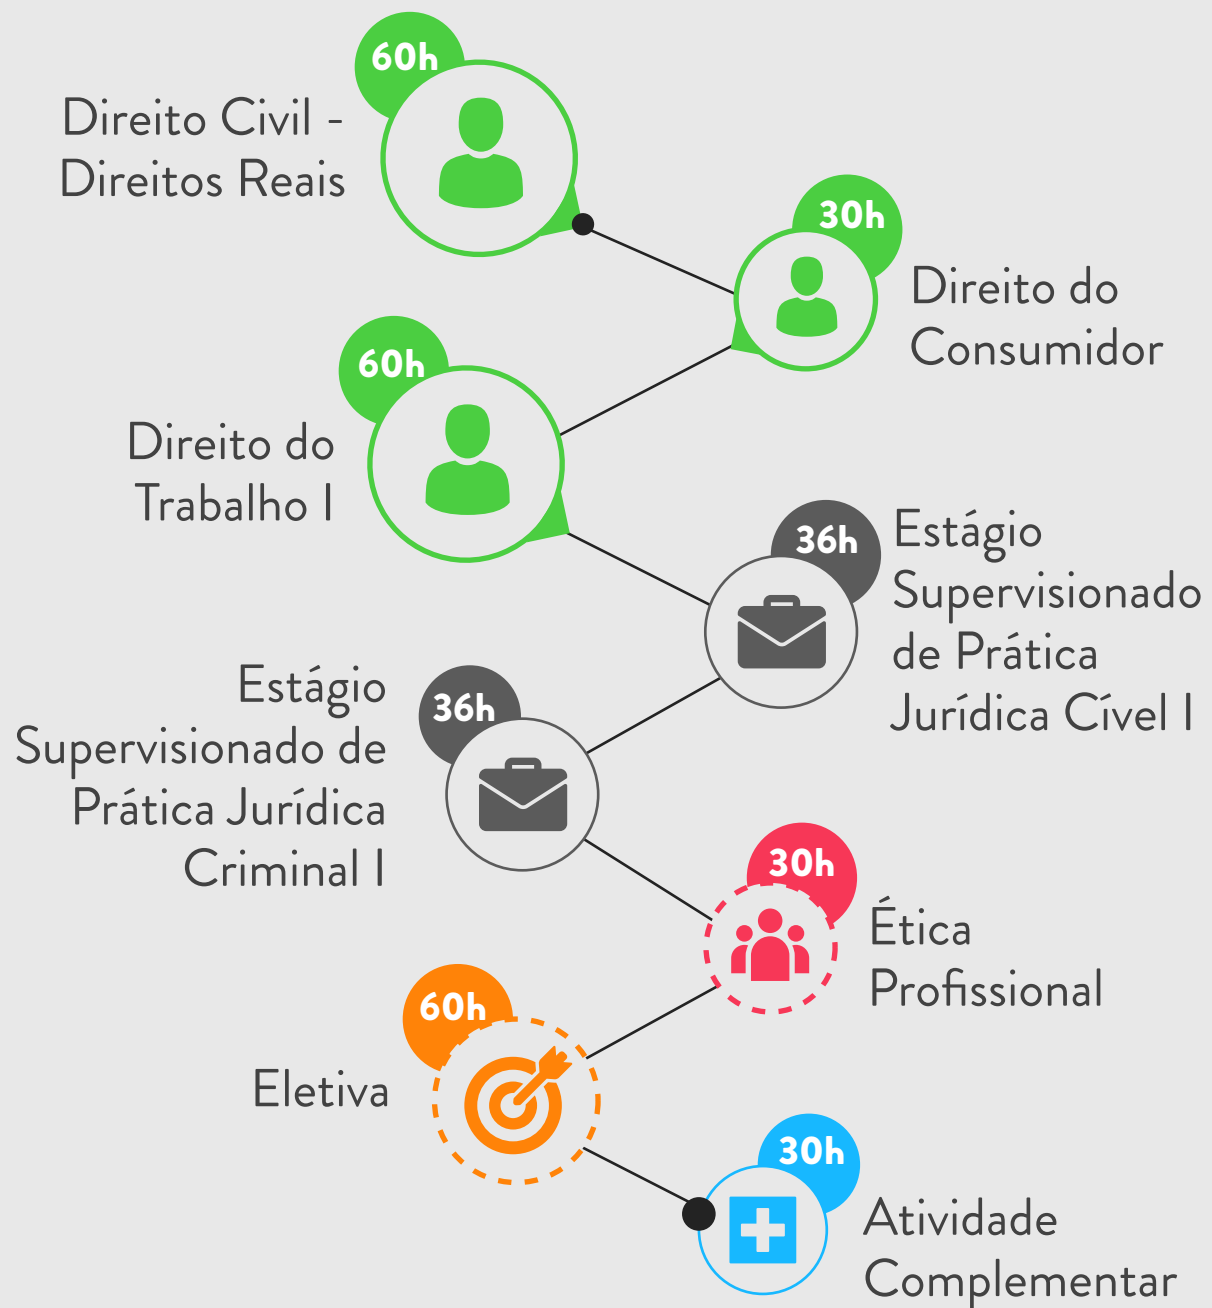 60h
Direito Civil -
Direitos Reais
30h
Direito do
Consumidor
60h
Direito do
Trabalho I
36h
Estágio
Supervisionado
de Prática
Jurídica Cível I
36h
Estágio
Supervisionado de
Prática Jurídica
Criminal I
30h
Ética
Profissional
60h
Eletiva
30h
Atividade
Complementar